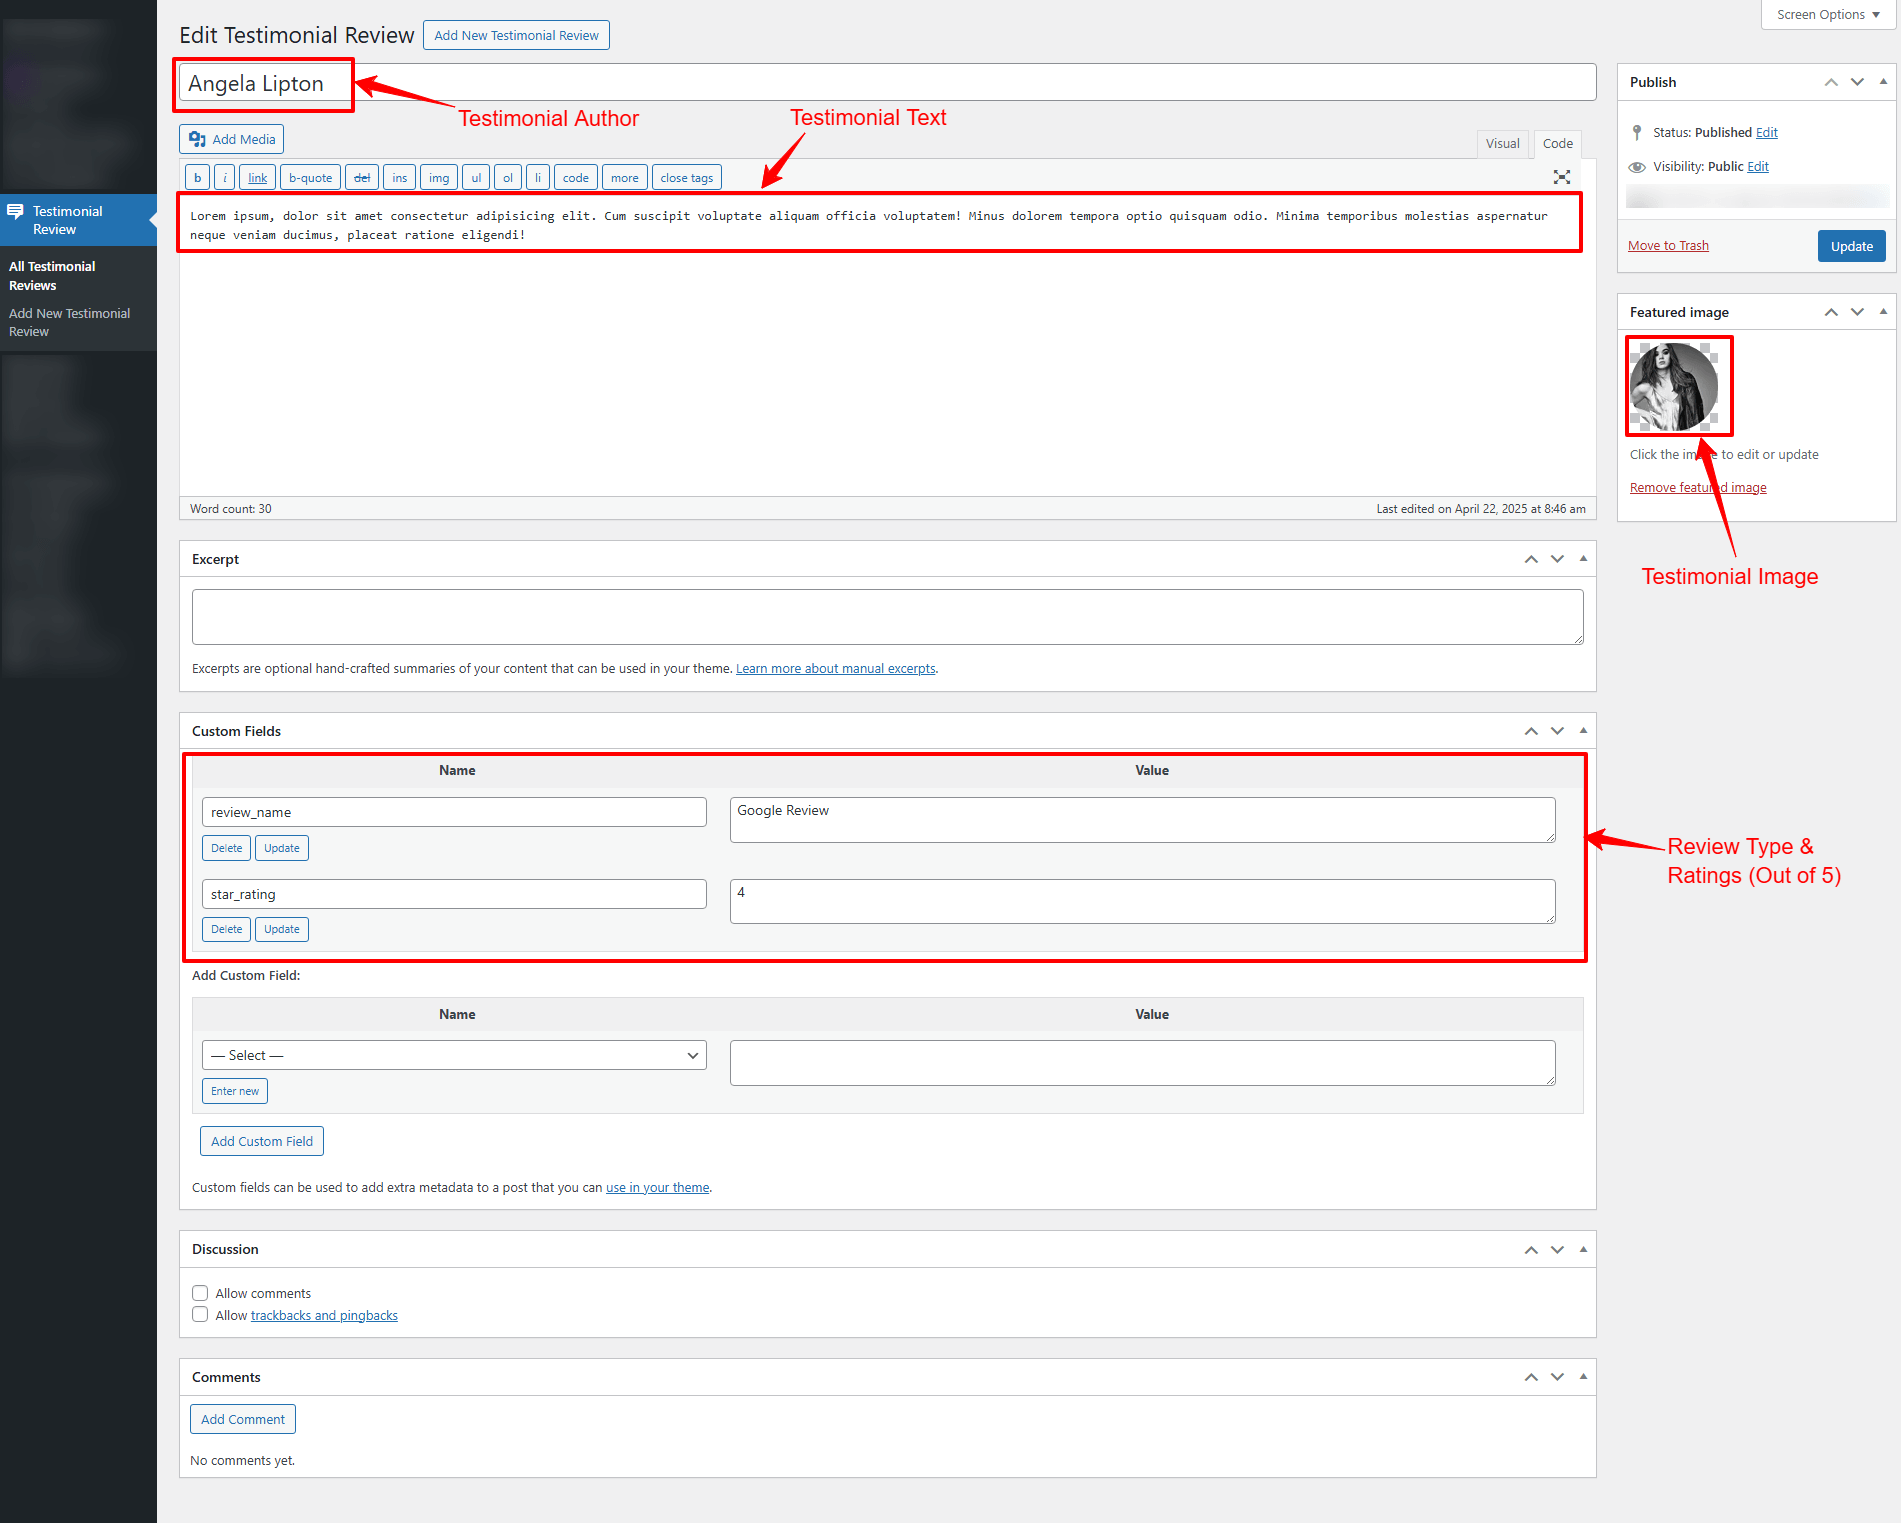 Screen Options
Edit Testimonial Review
Add New Testimonial Review
Angela Lipton
Testimonial Author
Testimonial Text
Add Media
Visual
Code
b
i
link
b-quote
del
ins
img
ul
ol
li
code
more
close tags
Lorem ipsum, dolor sit amet consectetur adipisicing elit. Cum suscipit voluptate aliquam officia voluptatem! Minus dolorem tempora optio quisquam odio. Minima temporibus molestias aspernatur
neque veniam ducimus, placeat ratione eligendi!
Word count: 30
Last edited on April 22, 2025 at 8:46 am
Testimonial
Review
All Testimonial
Reviews
Add New Testimonial
Review
Publish
Status: Published Edit
Visibility: Public Edit
Move to Trash
Update
Featured image
Click the image to edit or update
Remove featured image
Testimonial Image
Excerpt
Excerpts are optional hand-crafted summaries of your content that can be used in your theme. Learn more about manual excerpts.
Custom Fields
Name
Value
review_name
Google Review
Delete
Update
star_rating
4
Delete
Update
Review Type &
Ratings (Out of 5)
Add Custom Field:
Name
Value
— Select —
Enter new
Add Custom Field
Custom fields can be used to add extra metadata to a post that you can use in your theme.
Discussion
Allow comments
Allow trackbacks and pingbacks
Comments
Add Comment
No comments yet.